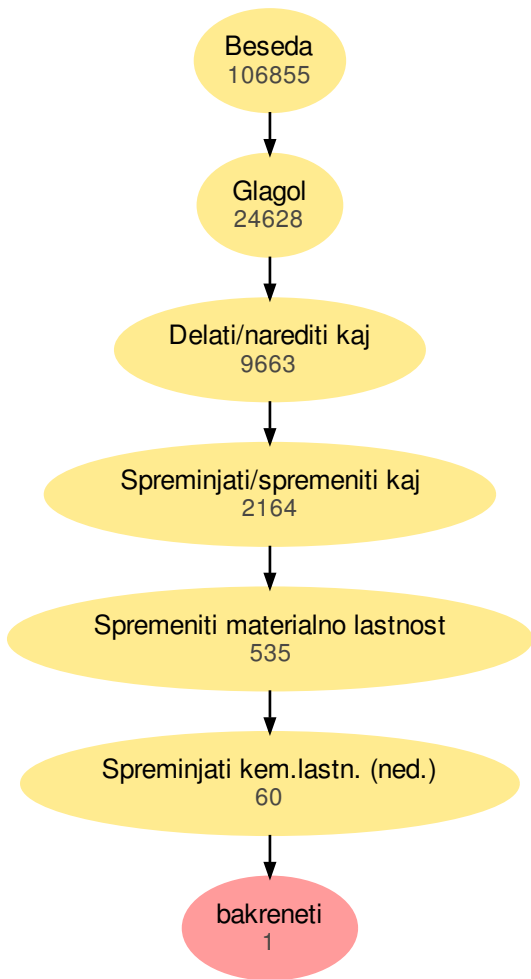 Beseda
106855
Glagol
24628
Delati/narediti kaj
9663
Spreminjati/spremeniti kaj
2164
Spremeniti materialno lastnost
535
Spreminjati kem.lastn. (ned.)
60
bakreneti
1